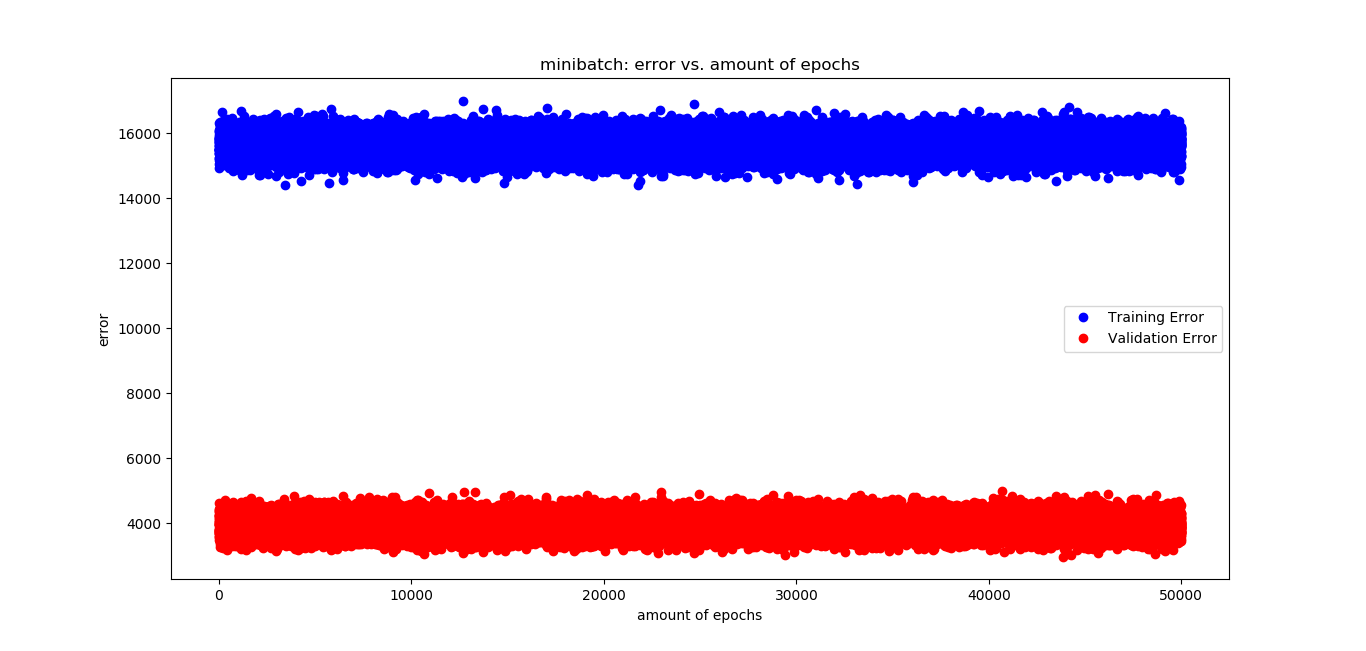 minibatch: error vs. amount of epochs
16000
14000
12000
10000
8000
6000
4000
error
Training Error
Validation Error
0 10000 20000 30000 40000 50000
amount of epochs